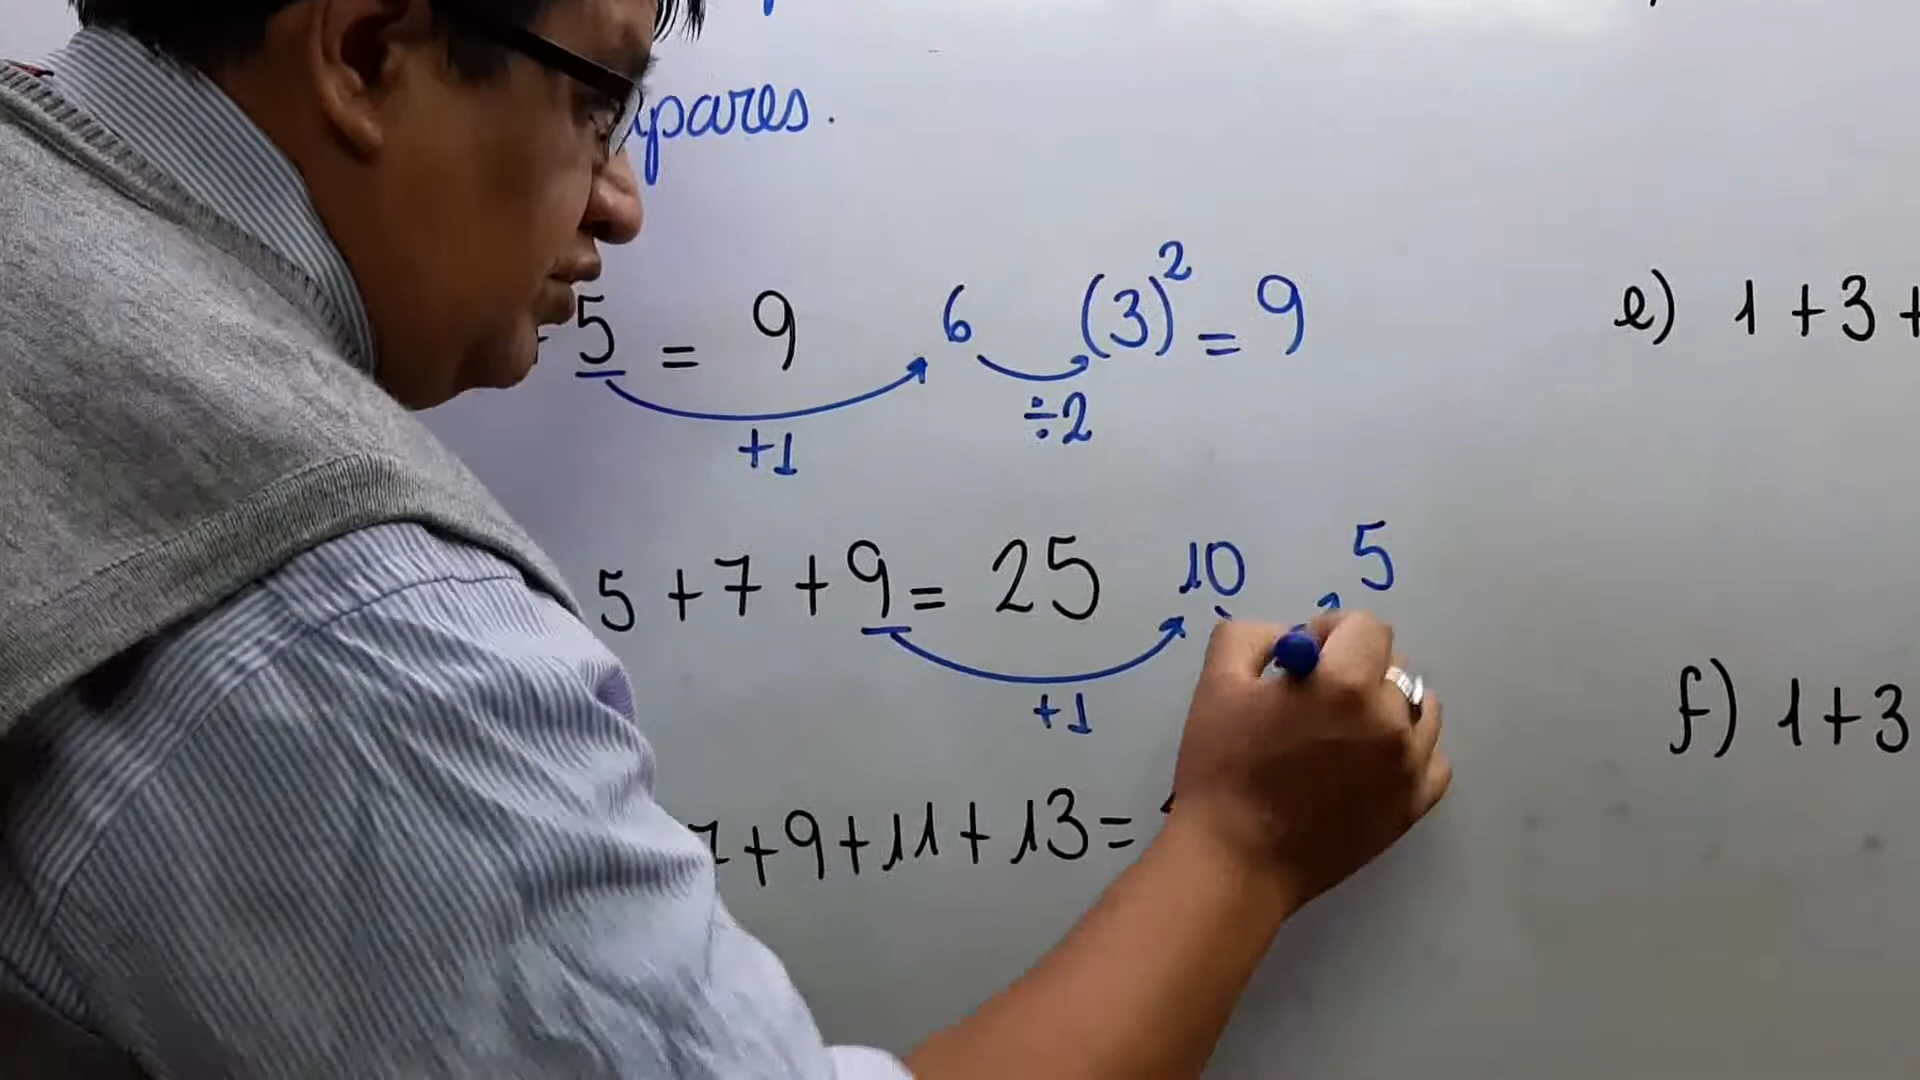 5 = 9 6 (3)² = 9
+1 ÷2
5 + 7 + 9 = 25 10 5
+1
+ 9 + 11 + 13 =
e) 1 + 3 +
f) 1 + 3